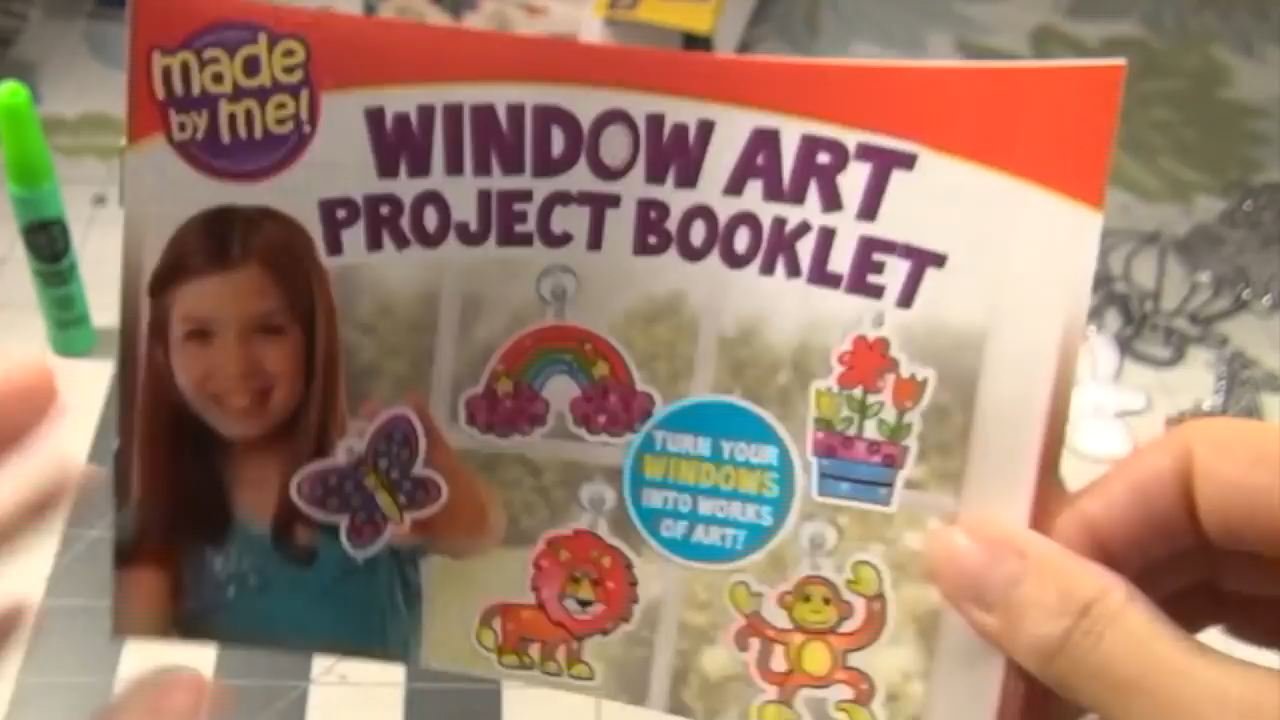 made
by me!
WINDOW ART
PROJECT BOOKLET
TURN YOUR
WINDOWS
INTO WORKS
OF ART!